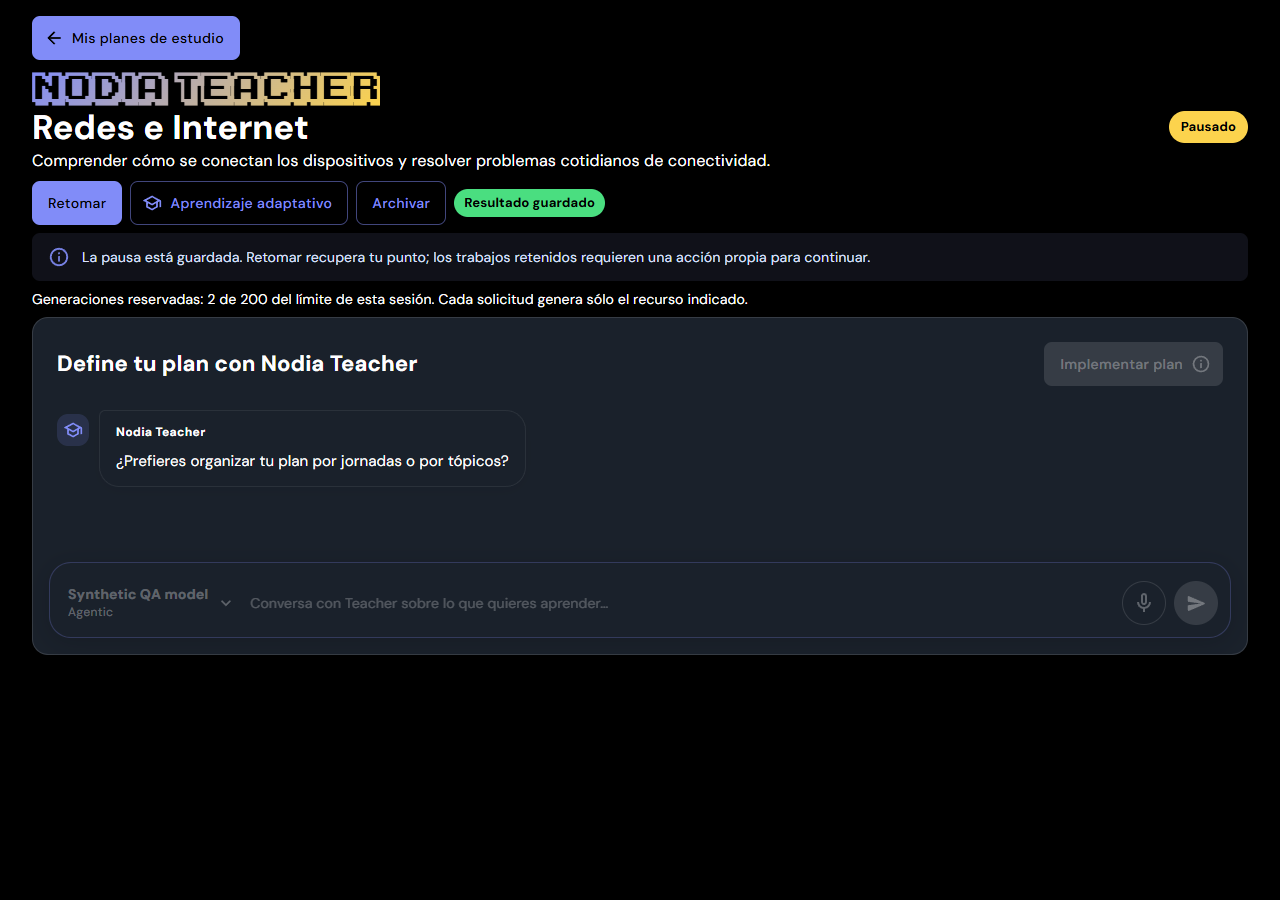 Mis planes de estudio
NODIA TEACHER
Redes e Internet
Pausado
Comprender cómo se conectan los dispositivos y resolver problemas cotidianos de conectividad.
Retomar
Aprendizaje adaptativo
Archivar
Resultado guardado
La pausa está guardada. Retomar recupera tu punto; los trabajos retenidos requieren una acción propia para continuar.
Generaciones reservadas: 2 de 200 del límite de esta sesión. Cada solicitud genera sólo el recurso indicado.
Define tu plan con Nodia Teacher
Implementar plan
Nodia Teacher
¿Prefieres organizar tu plan por jornadas o por tópicos?
Synthetic QA model
Agentic
Conversa con Teacher sobre lo que quieres aprender...